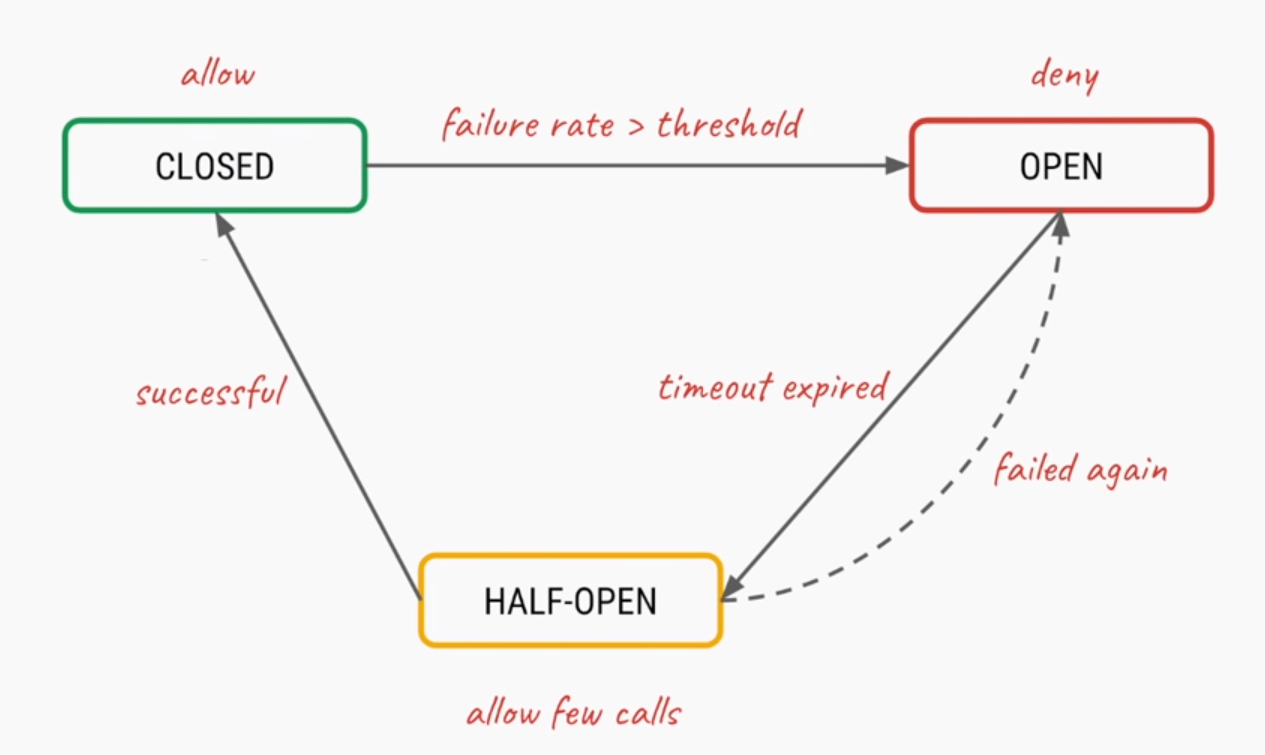 allow
deny
failure rate > threshold
CLOSED
OPEN
successful
timeout expired
failed again
HALF-OPEN
allow few calls